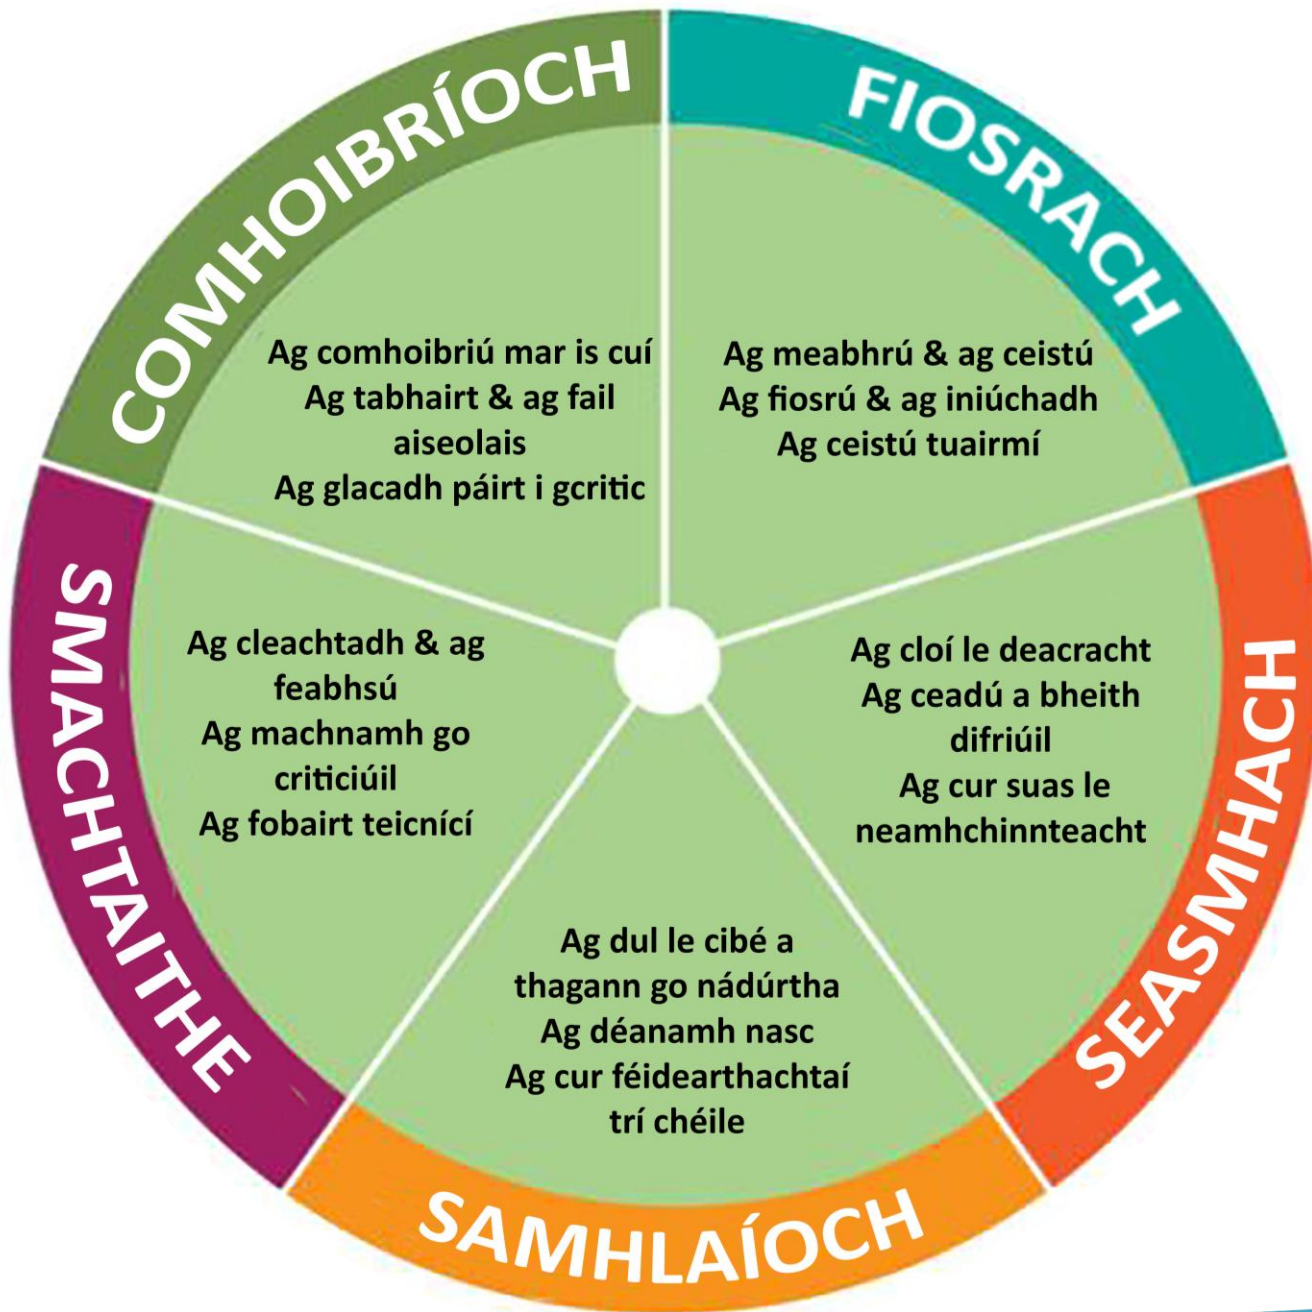 COMHOIBRÍOCH
Ag comhoibriú mar is cuí
Ag tabhairt & ag fail
aiseolais
Ag glacadh páirt i gcritic
FIOSRACH
Ag meabhrú & ag ceistú
Ag fiosrú & ag iniúchadh
Ag ceistú tuairmí
SEASMHACH
Ag cloí le deacracht
Ag ceadú a bheith
difriúil
Ag cur suas le
neamhchinnteacht
SAMHLAÍOCH
Ag dul le cibé a
thagann go nádúrtha
Ag déanamh nasc
Ag cur féidearthachtaí
trí chéile
SMACHTAITHE
Ag cleachtadh & ag
feabhsú
Ag machnamh go
criticiúil
Ag fobairt teicnící